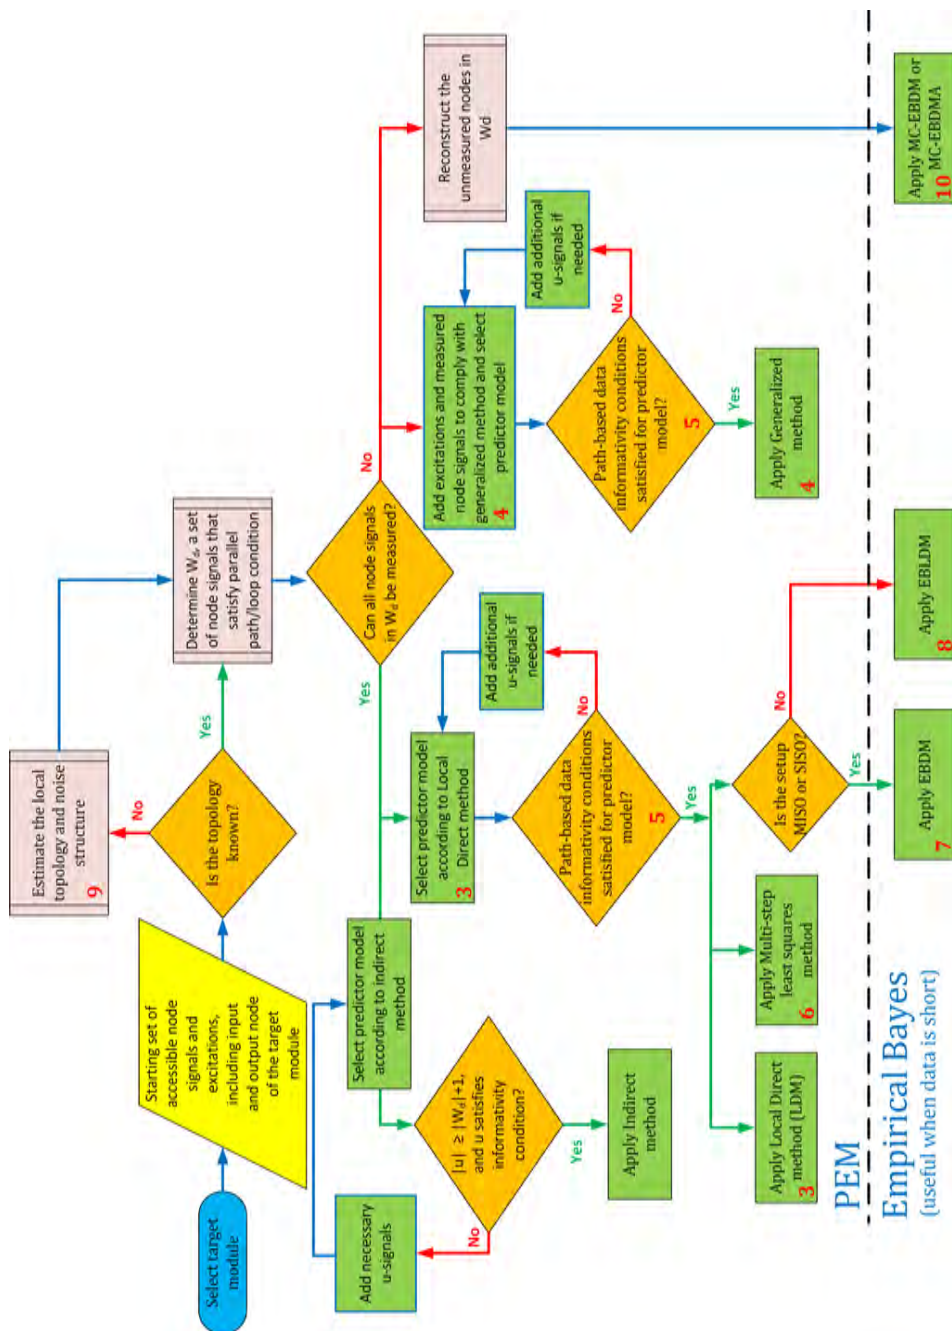 Select target
module
Starting set of
accessible node
signals and
excitations,
including input
and output node
of the target
module
Is the topology
known?
No
Yes
Estimate the local
topology and noise
structure
9
Determine Wd, a set
of node signals that
satisfy parallel
path/loop condition
Can all node signals
in Wd be measured?
Yes
No
Select predictor model
according to indirect
method
Add necessary
u-signals
|u| ≥ |Wd|+1,
and u satisfies
informativity
condition?
No
Yes
Apply Indirect
method
Select predictor model
according to Local
Direct method
3
Add additional
u-signals if
needed
Path-based data
informativity conditions
satisfied for predictor
model?
5
No
Yes
Apply Local Direct
method (LDM)
3
Apply Multi-step
least squares
method
6
Is the setup
MISO or SISO?
No
Yes
Add excitations and measured
node signals to comply with
generalized method and select
predictor model
4
Add additional
u-signals if
needed
Path-based data
informativity conditions
satisfied for predictor
model?
5
No
Yes
Apply Generalized
method
4
Reconstruct the
unmeasured nodes in
Wd
PEM
Empirical Bayes
(useful when data is short)
Apply EBDM
7
Apply EBLDM
8
Apply MC-EBDM or
MC-EBDMA
10